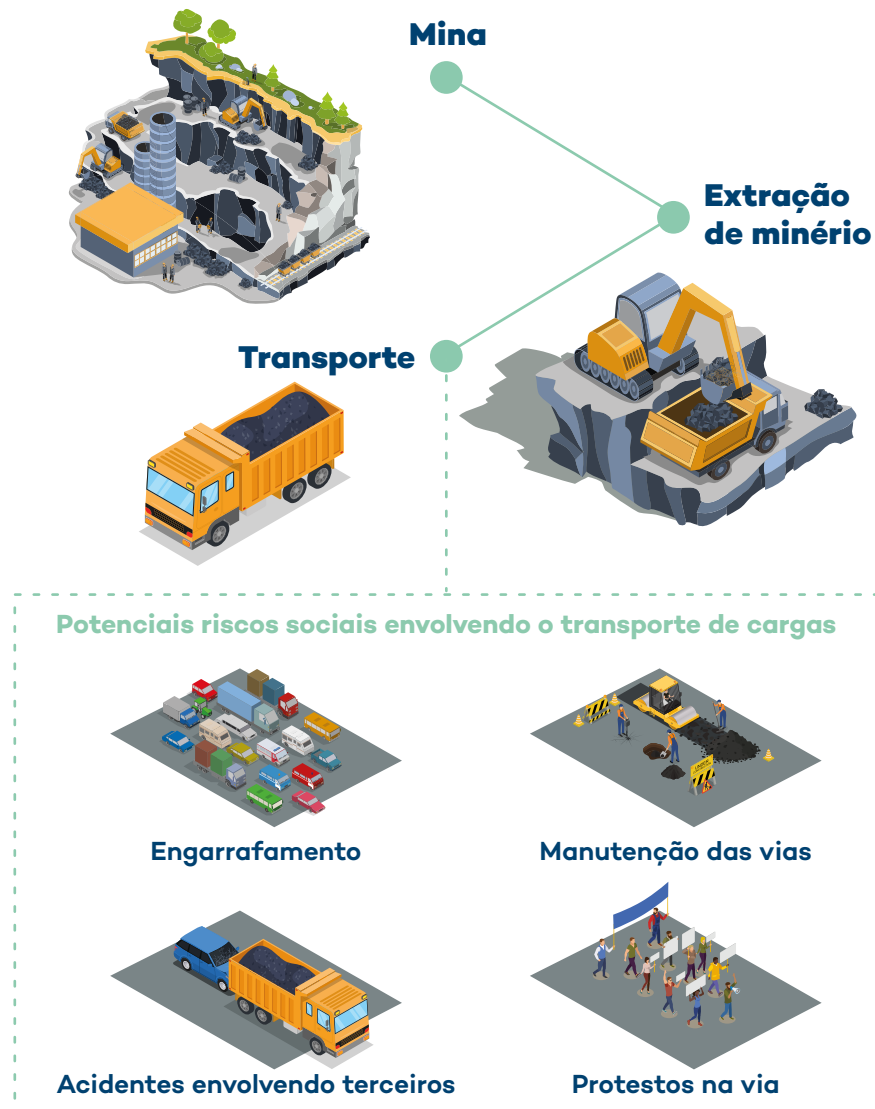 Mina
Extração
de minério
Transporte
Potenciais riscos sociais envolvendo o transporte de cargas
Engarrafamento
Manutenção das vias
Acidentes envolvendo terceiros
Protestos na via